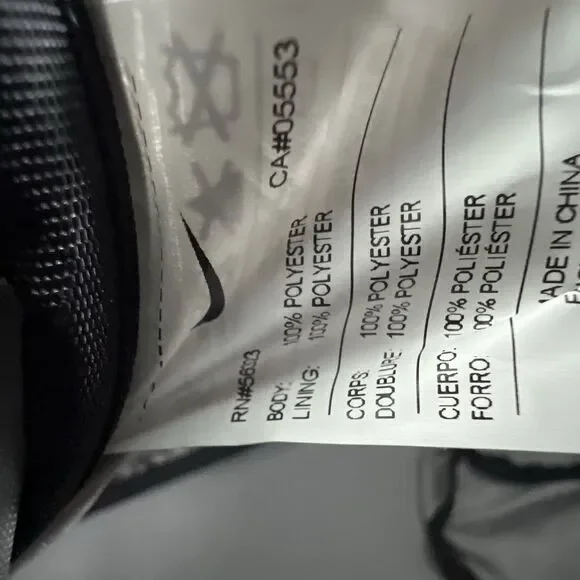 RN#56323 CA#05553
BODY: 100% POLYESTER
LINING: 100% POLYESTER
CORPS: 100% POLYESTER
DOUBLURE: 100% POLYESTER
CUERPO: 100% POLIÉSTER
FORRO: 100% POLIÉSTER
MADE IN CHINA